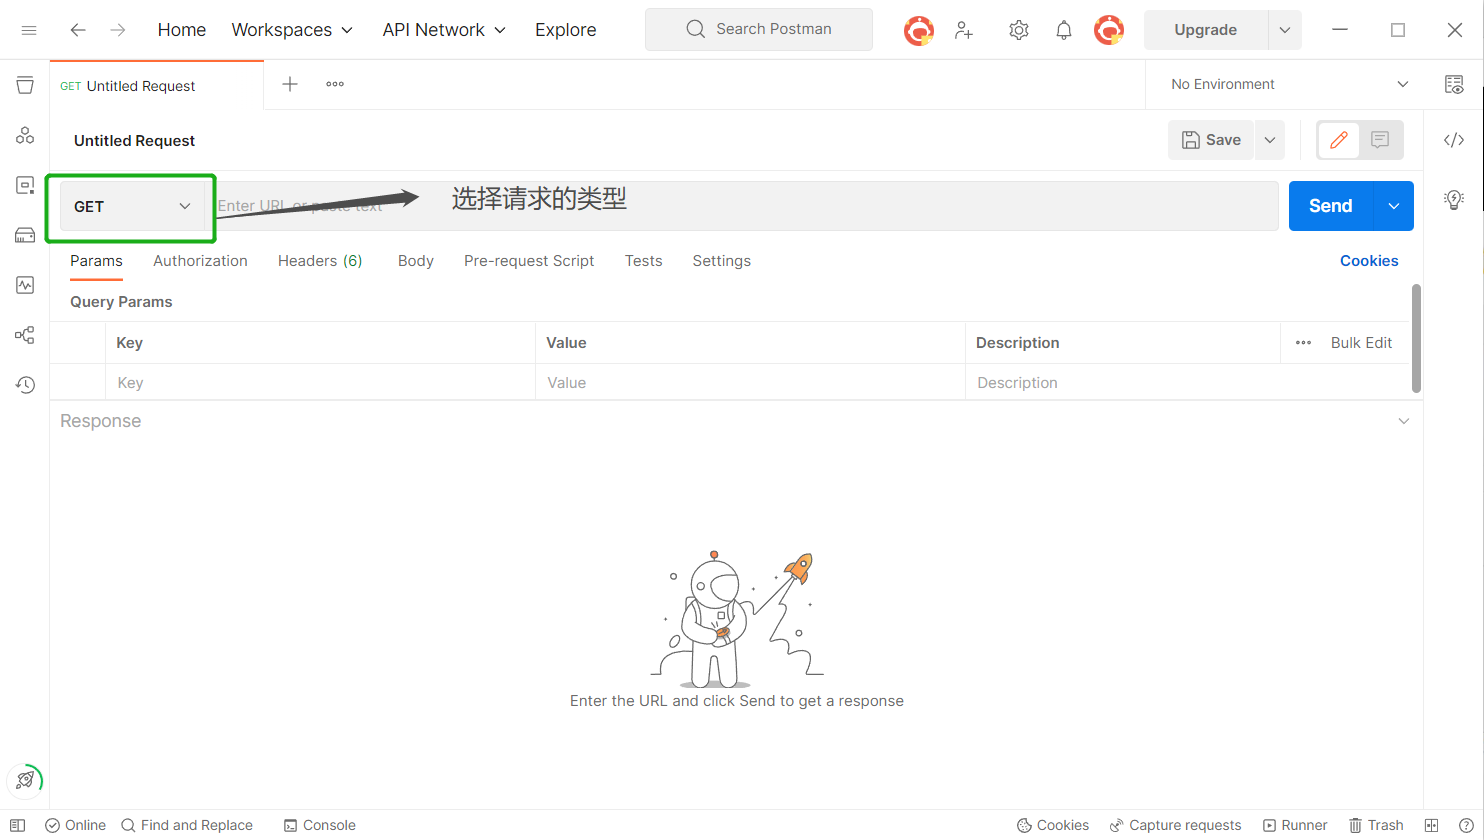 Home Workspaces API Network Explore Search Postman Upgrade
GET Untitled Request No Environment
Untitled Request Save
GET Enter URL or paste text 选择请求的类型 Send
Params Authorization Headers (6) Body Pre-request Script Tests Settings Cookies
Query Params
Key Value Description Bulk Edit
Key Value Description
Response
Enter the URL and click Send to get a response
Online Find and Replace Console Cookies Capture requests Runner Trash